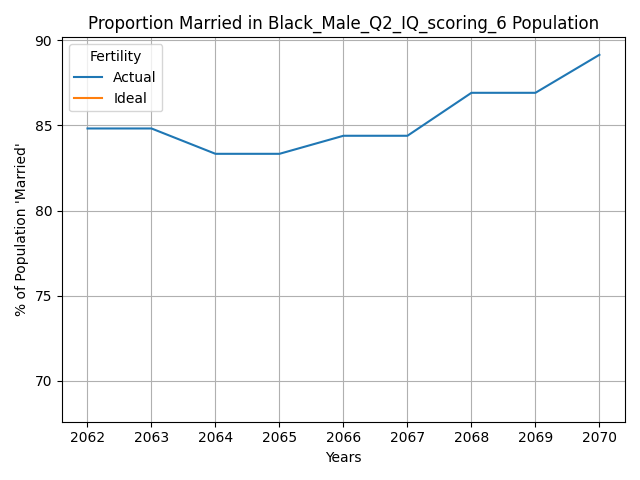 Proportion Married in Black_Male_Q2_IQ_scoring_6 Population
90
85
80
75
70
% of Population 'Married'
Fertility
Actual
Ideal
2062 2063 2064 2065 2066 2067 2068 2069 2070
Years